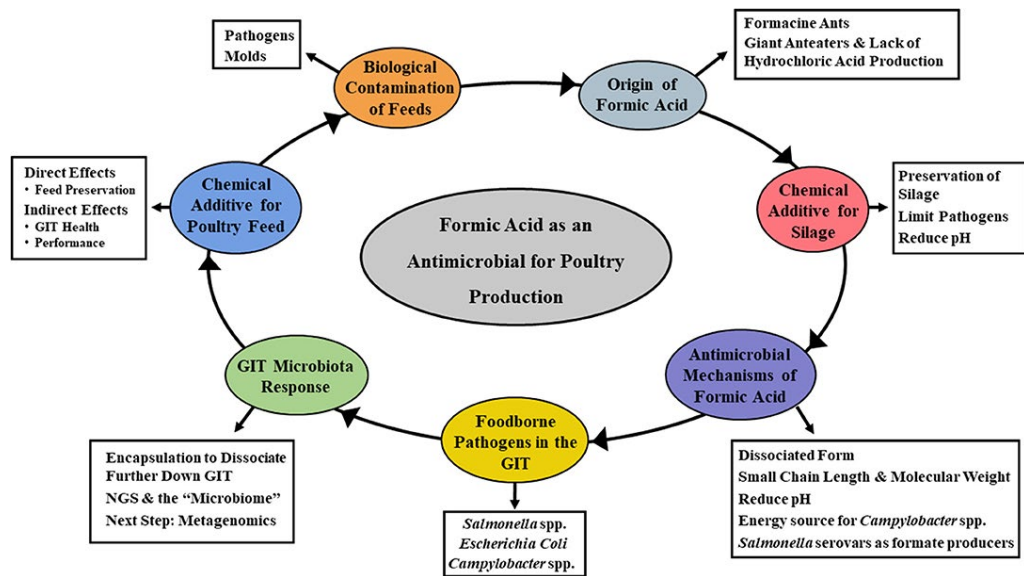 Pathogens
Molds
Biological
Contamination
of Feeds
Origin of
Formic Acid
Formacine Ants
Giant Anteaters & Lack of
Hydrochloric Acid Production
Direct Effects
• Feed Preservation
Indirect Effects
• GIT Health
• Performance
Chemical
Additive for
Poultry Feed
Formic Acid as an
Antimicrobial for Poultry
Production
Chemical
Additive for
Silage
Preservation of
Silage
Limit Pathogens
Reduce pH
GIT Microbiota
Response
Antimicrobial
Mechanisms of
Formic Acid
Foodborne
Pathogens in the
GIT
Encapsulation to Dissociate
Further Down GIT
NGS & the “Microbiome”
Next Step: Metagenomics
Salmonella spp.
Escherichia Coli
Campylobacter spp.
Dissociated Form
Small Chain Length & Molecular Weight
Reduce pH
Energy source for Campylobacter spp.
Salmonella serovars as formate producers